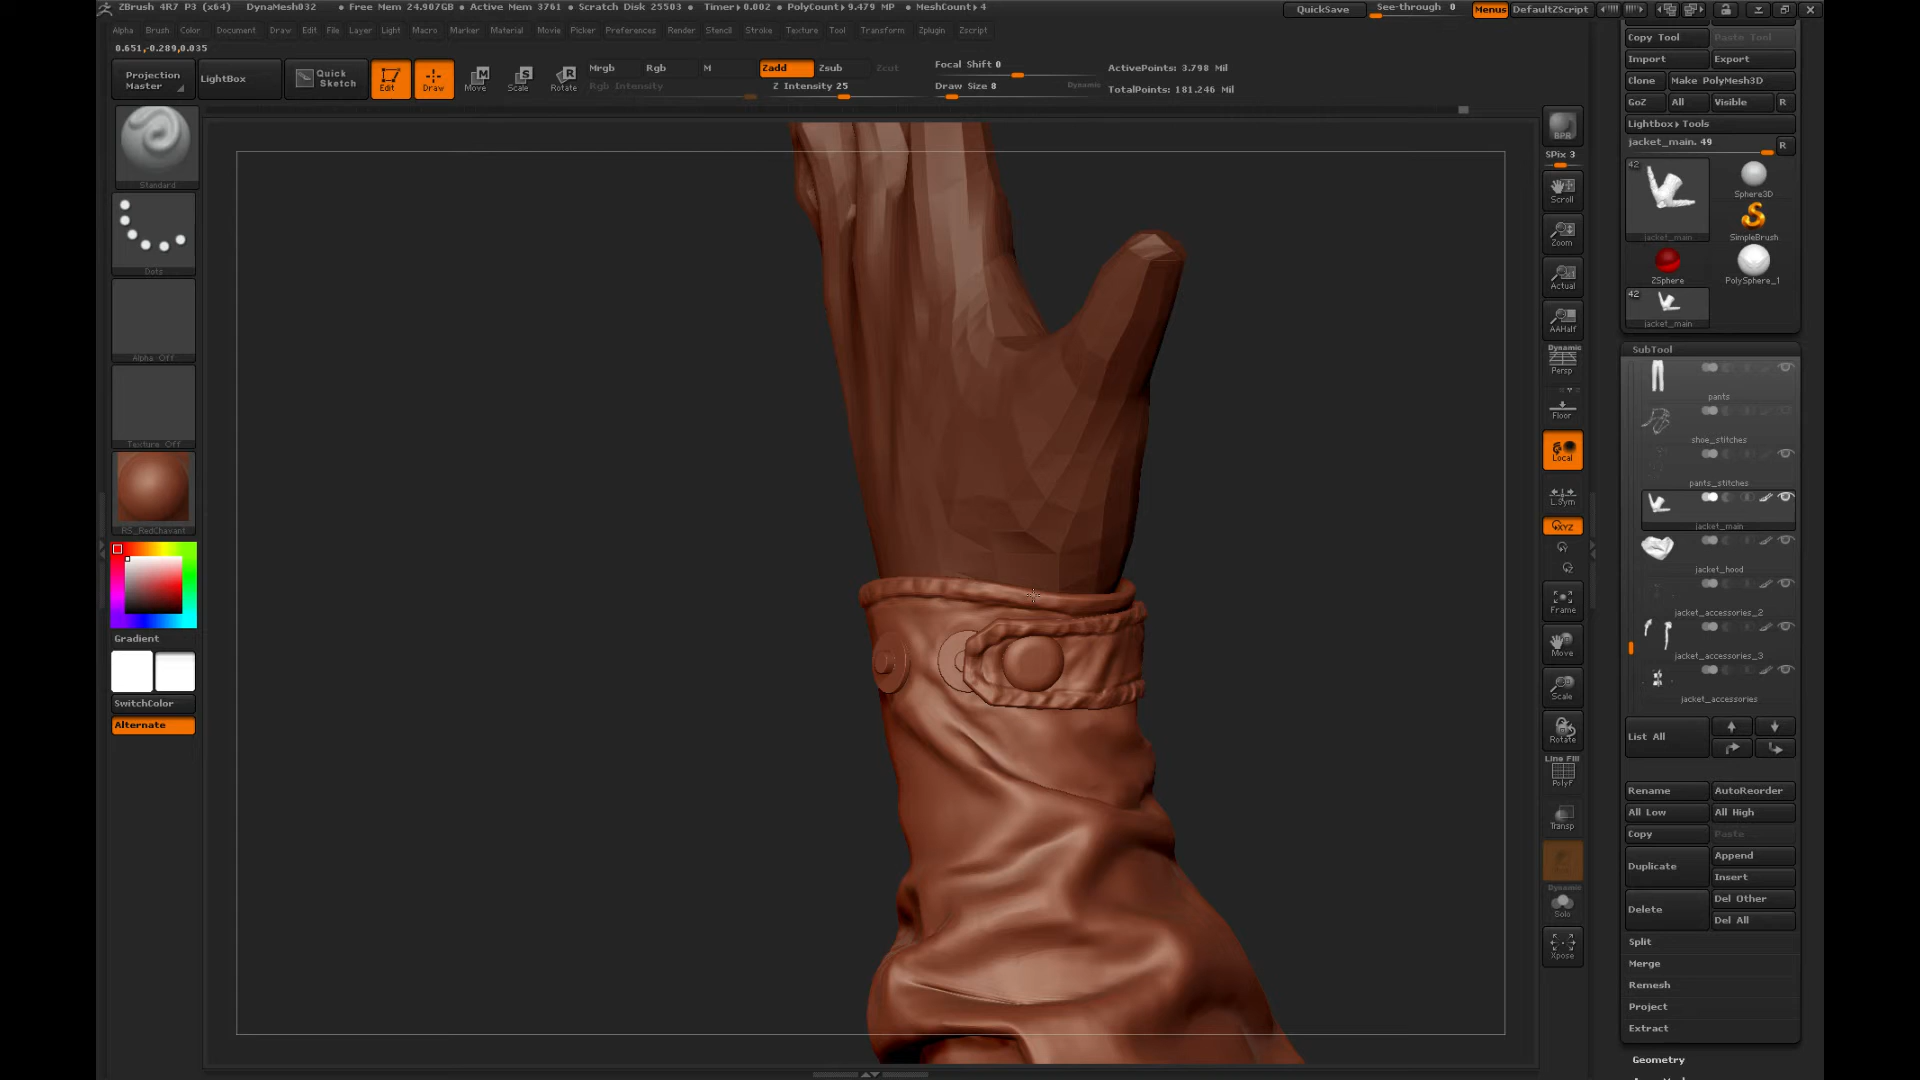 ZBrush 4R7 P3 (x64) DynaMesh032 • Free Mem 24.907GB • Active Mem 3761 • Scratch Disk 25503 • Timer▸0.002 • PolyCount▸9.479 MP • MeshCount▸4
QuickSave See-through 0 Menus DefaultZScript
Alpha Brush Color Document Draw Edit File Layer Light Macro Marker Material Movie Picker Preferences Render Stencil Stroke Texture Tool Transform Zplugin Zscript
0.651,-0.289,0.035
Projection Master
LightBox
Quick Sketch
Edit
Draw
Move
Scale
Rotate
Mrgb Rgb M
Rgb Intensity
Zadd Zsub Zcut
Z Intensity 25
Focal Shift 0
Draw Size 8
Dynamic
ActivePoints: 3.798 Mil
TotalPoints: 181.246 Mil
Standard
Dots
Alpha Off
Texture Off
RS_RedChavant
Gradient
SwitchColor
Alternate
BPR
SPix 3
Scroll
Zoom
Actual
AAHalf
Dynamic
Persp
Floor
Local
L.Sym
XYZ
Frame
Move
Scale
Rotate
Line Fill
PolyF
Transp
Dynamic
Solo
Xpose
Copy Tool Paste Tool
Import Export
Clone Make PolyMesh3D
GoZ All Visible R
Lightbox▸Tools
jacket_main. 49 R
42
jacket_main
Sphere3D
SimpleBrush
ZSphere
PolySphere_1
42
jacket_main
SubTool
pants
shoe_stitches
pants_stitches
jacket_main
jacket_hood
jacket_accessories_2
jacket_accessories_3
jacket_accessories
List All
Rename AutoReorder
All Low All High
Copy Paste
Duplicate Append
Insert
Delete Del Other
Del All
Split
Merge
Remesh
Project
Extract
Geometry